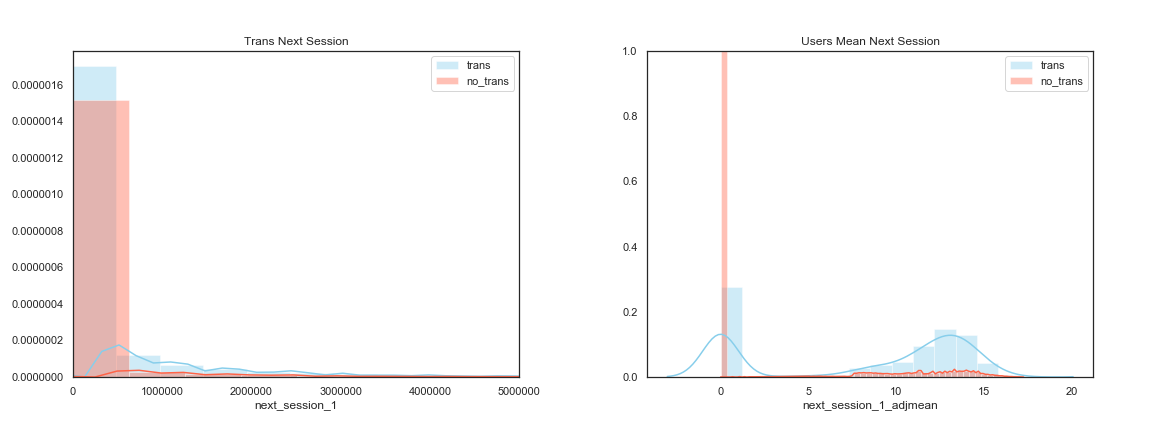 Trans Next Session
trans
no_trans
0.0000016
0.0000014
0.0000012
0.0000010
0.0000008
0.0000006
0.0000004
0.0000002
0.0000000
0 1000000 2000000 3000000 4000000 5000000
next_session_1
Users Mean Next Session
trans
no_trans
1.0
0.8
0.6
0.4
0.2
0.0
0 5 10 15 20
next_session_1_adjmean